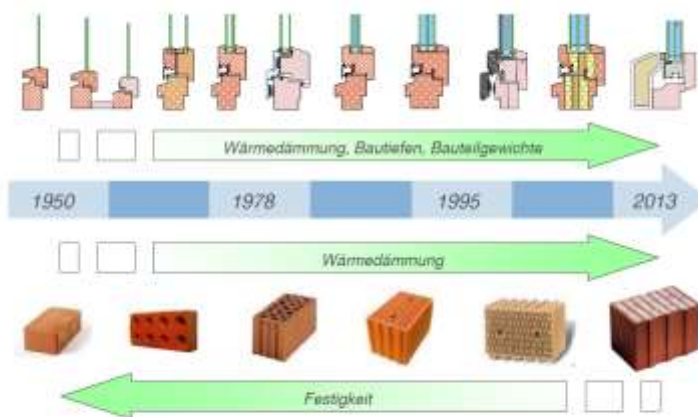 Wärmedämmung, Bautiefen, Bauteilgewichte
1950 1978 1995 2013
Wärmedämmung
Festigkeit